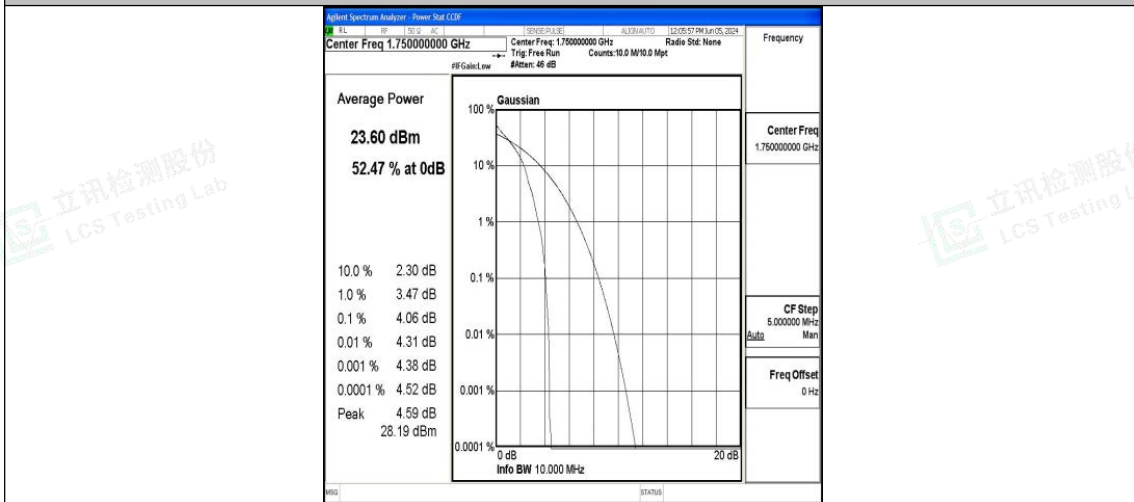 Agilent Spectrum Analyzer - Power Stat CCDF
RL RF 50 Ω AC SENSE:PULSE ALIGN AUTO 12:05:57 PM Jun 05, 2024
Center Freq 1.750000000 GHz
Center Freq: 1.750000000 GHz
Radio Std: None
Trig: Free Run
Counts:10.0 M/10.0 Mpt
#IFGain:Low
#Atten: 46 dB
Frequency
Average Power
23.60 dBm
52.47 % at 0dB
10.0 % 2.30 dB
1.0 % 3.47 dB
0.1 % 4.06 dB
0.01 % 4.31 dB
0.001 % 4.38 dB
0.0001 % 4.52 dB
Peak 4.59 dB
28.19 dBm
Gaussian
100 %
10 %
1 %
0.1 %
0.01 %
0.001 %
0.0001 %
0 dB
20 dB
Info BW 10.000 MHz
Center Freq
1.750000000 GHz
CF Step
5.000000 MHz
Auto Man
Freq Offset
0 Hz
MSG
STATUS
立讯检测股份
LCS Testing Lab
立讯检测股份
LCS Testing L